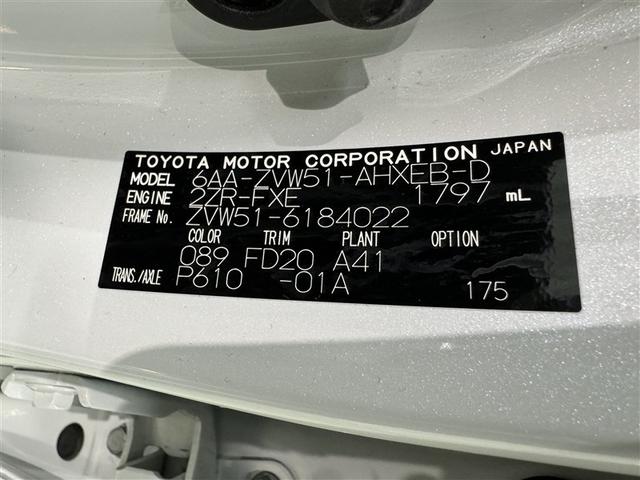 TOYOTA MOTOR CORPORATION JAPAN
MODEL 6AA-ZVW51-AHXEB-D
ENGINE 2ZR-FXE 1797 mL
FRAME No. ZVW51-6184022
COLOR TRIM PLANT OPTION
089 FD20 A41
TRANS./AXLE P610 -01A 175